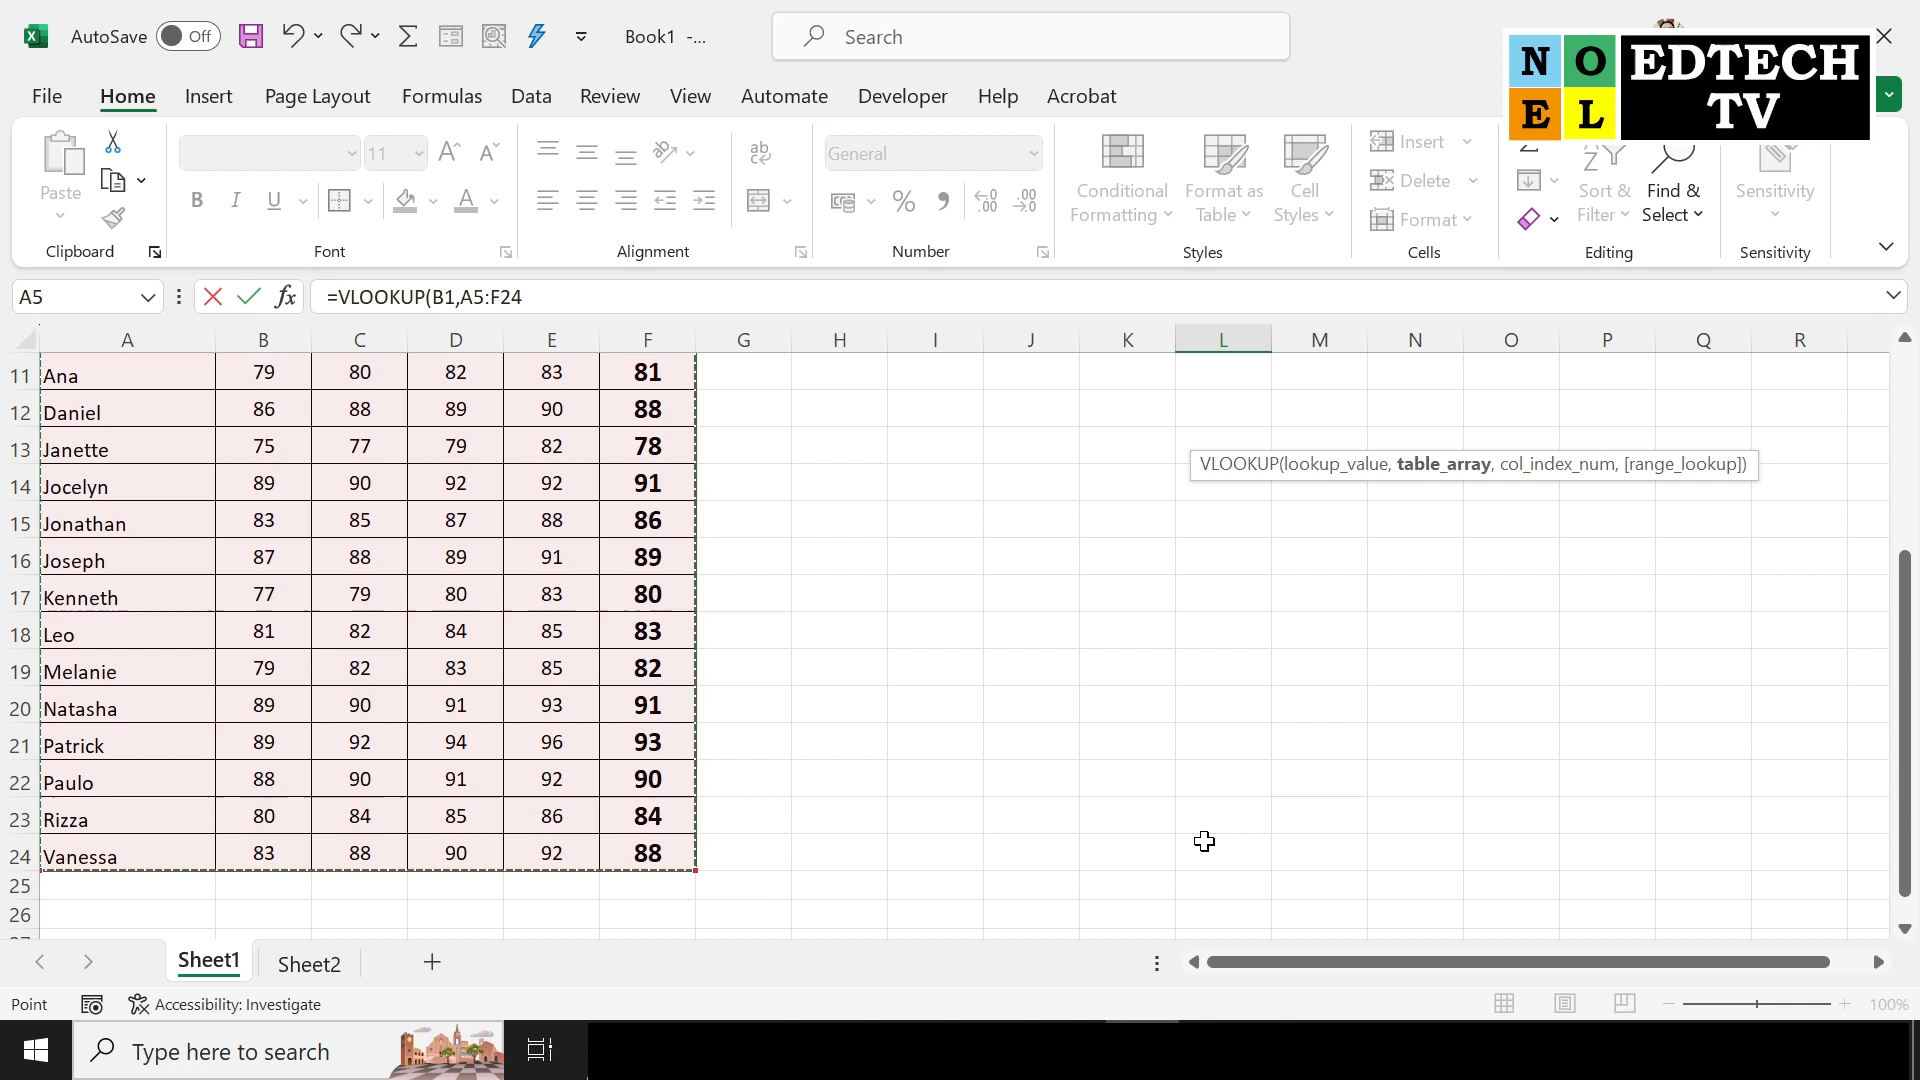 AutoSave Off Book1 -... Search
N O EDTECH
E L TV
File Home Insert Page Layout Formulas Data Review View Automate Developer Help Acrobat
Paste 11 ab General Conditional Formatting Format as Table Cell Styles Insert Delete Format Sort & Filter Find & Select Sensitivity
B I U
Clipboard Font Alignment Number Styles Cells Editing Sensitivity
A5 fx =VLOOKUP(B1,A5:F24
A B C D E F G H I J K L M N O P Q R
11 Ana 79 80 82 83 81
12 Daniel 86 88 89 90 88
13 Janette 75 77 79 82 78
VLOOKUP(lookup_value, table_array, col_index_num, [range_lookup])
14 Jocelyn 89 90 92 92 91
15 Jonathan 83 85 87 88 86
16 Joseph 87 88 89 91 89
17 Kenneth 77 79 80 83 80
18 Leo 81 82 84 85 83
19 Melanie 79 82 83 85 82
20 Natasha 89 90 91 93 91
21 Patrick 89 92 94 96 93
22 Paulo 88 90 91 92 90
23 Rizza 80 84 85 86 84
24 Vanessa 83 88 90 92 88
25
26
Sheet1 Sheet2
Point Accessibility: Investigate 100%
Type here to search